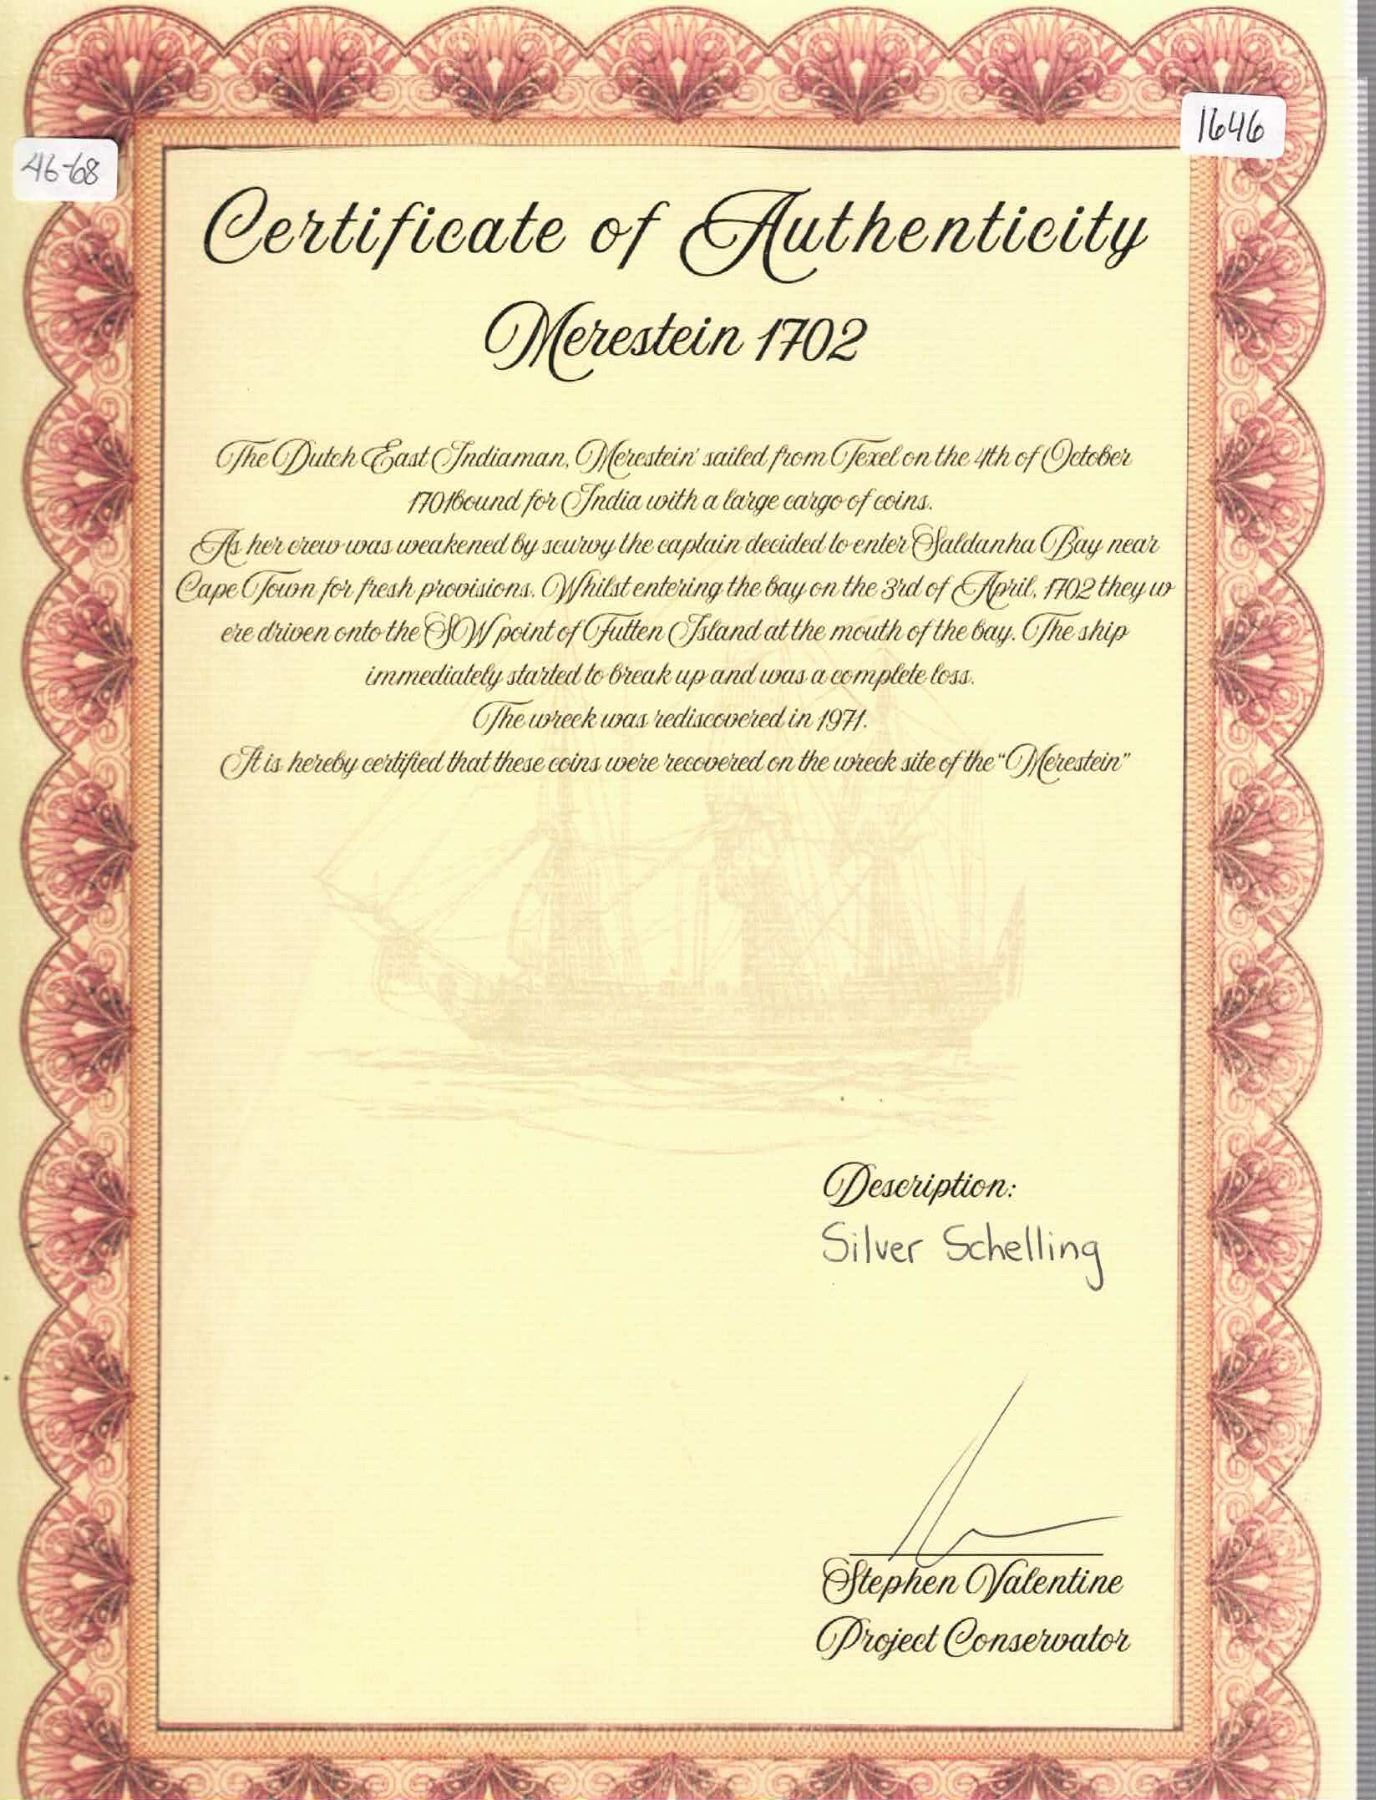 46-68
1646
Certificate of Authenticity
Merestein 1702
The Dutch East Indiaman, Merestein' sailed from Texel on the 4th of October
1701bound for India with a large cargo of coins.
As her crew was weakened by scurvy the captain decided to enter Saldanha Bay near
Cape Town for fresh provisions. Whilst entering the bay on the 3rd of April, 1702 they w
ere driven onto the SW point of Futten Island at the mouth of the bay. The ship
immediately started to break up and was a complete loss.
The wreck was rediscovered in 1971.
It is hereby certified that these coins were recovered on the wreck site of the “Merestein”
Description:
Silver Schelling
Stephen Valentine
Project Conservator